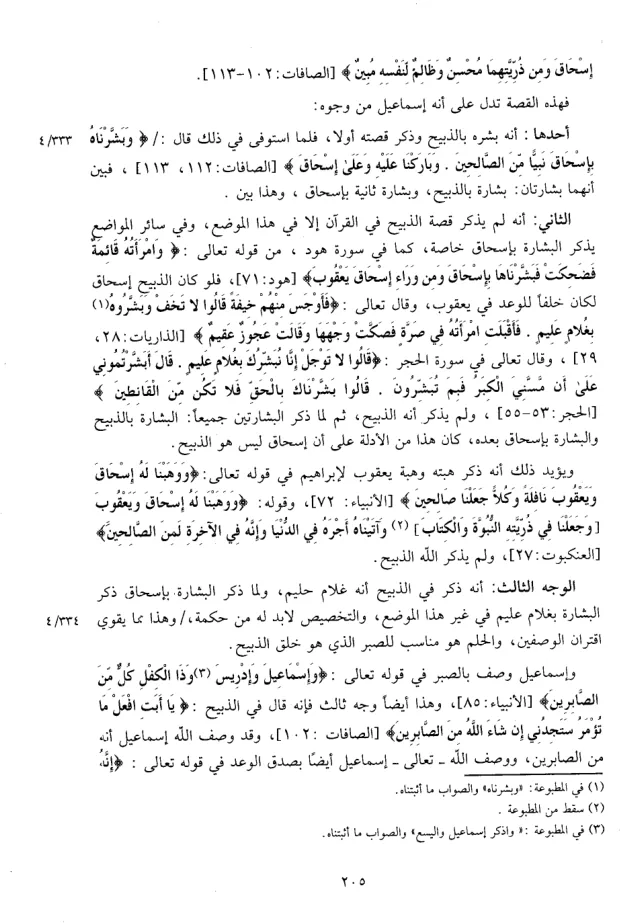 إِسْحَاقَ وَمِن ذُرِّيَّتِهِمَا مُحْسِنٌ وَظَالِمٌ لِّنَفْسِهِ مُبِينٌ ﴾ [الصافات: ١٠٢-١١٣].
فهذه القصة تدل على أنه إسماعيل من وجوه:
أحدها: أنه بشره بالذبيح وذكر قصته أولا، فلما استوفى في ذلك قال :/ ﴿ وَبَشَّرْنَاهُ ٤/٣٣٣
بِإِسْحَاقَ نَبِيًّا مِّنَ الصَّالِحِينَ . وَبَارَكْنَا عَلَيْهِ وَعَلَىٰ إِسْحَاقَ ﴾ [الصافات: ١١٢، ١١٣] ، فبين
أنهما بشارتان: بشارة بالذبيح، وبشارة ثانية بإسحاق ، وهذا بين .
الثاني: أنه لم يذكر قصة الذبيح في القرآن إلا في هذا الموضع، وفي سائر المواضع
يذكر البشارة بإسحاق خاصة، كما في سورة هود ، من قوله تعالى : ﴿ وَامْرَأَتُهُ قَائِمَةٌ
فَضَحِكَتْ فَبَشَّرْنَاهَا بِإِسْحَاقَ وَمِن وَرَاءِ إِسْحَاقَ يَعْقُوبَ﴾ [هود: ٧١]، فلو كان الذبيح إسحاق
لكان خلفاً للوعد في يعقوب، وقال تعالى : ﴿فَأَوْجَسَ مِنْهُمْ خِيفَةً قَالُوا لا تَخَفْ وَبَشَّرُوهُ(١)
بِغُلامٍ عَلِيمٍ . فَأَقْبَلَتِ امْرَأَتُهُ فِي صَرَّةٍ فَصَكَّتْ وَجْهَهَا وَقَالَتْ عَجُوزٌ عَقِيمٌ ﴾ [الذاريات: ٢٨،
٢٩] ، وقال تعالى في سورة الحجر : ﴿قَالُوا لا تَوْجَلْ إِنَّا نُبَشِّرُكَ بِغُلامٍ عَلِيمٍ . قَالَ أَبَشَّرْتُمُونِي
عَلَىٰ أَن مَّسَّنِيَ الْكِبَرُ فَبِمَ تُبَشِّرُونَ . قَالُوا بَشَّرْنَاكَ بِالْحَقِّ فَلا تَكُن مِّنَ الْقَانِطِينَ ﴾
[الحجر: ٥٣-٥٥] ، ولم يذكر أنه الذبيح، ثم لما ذكر البشارتين جميعاً: البشارة بالذبيح
والبشارة بإسحاق بعده، كان هذا من الأدلة على أن إسحاق ليس هو الذبيح.
ويؤيد ذلك أنه ذكر هبته وهبة يعقوب لإبراهيم في قوله تعالى: ﴿وَوَهَبْنَا لَهُ إِسْحَاقَ
وَيَعْقُوبَ نَافِلَةً وَكُلاًّ جَعَلْنَا صَالِحِينَ ﴾ [الأنبياء: ٧٢]، وقوله: ﴿وَوَهَبْنَا لَهُ إِسْحَاقَ وَيَعْقُوبَ
[وَجَعَلْنَا فِي ذُرِّيَّتِهِ النُّبُوَّةَ وَالْكِتَابَ] (٢) وَآتَيْنَاهُ أَجْرَهُ فِي الدُّنْيَا وَإِنَّهُ فِي الآخِرَةِ لَمِنَ الصَّالِحِينَ﴾
[العنكبوت: ٢٧]، ولم يذكر الله الذبيح.
الوجه الثالث: أنه ذكر في الذبيح أنه غلام حليم، ولما ذكر البشارة بإسحاق ذكر
البشارة بغلام عليم في غير هذا الموضع، والتخصيص لابد له من حكمة،/ وهذا مما يقوي ٤/٣٣٤
اقتران الوصفين، والحلم هو مناسب للصبر الذي هو خلق الذبيح.
وإسماعيل وصف بالصبر في قوله تعالى : ﴿وَإِسْمَاعِيلَ وَإِدْرِيسَ (٣)وَذَا الْكِفْلِ كُلٌّ مِّنَ
الصَّابِرِينَ﴾ [الأنبياء: ٨٥]، وهذا أيضاً وجه ثالث فإنه قال في الذبيح : ﴿ يَا أَبَتِ افْعَلْ مَا
تُؤْمَرُ سَتَجِدُنِي إِن شَاءَ اللَّهُ مِنَ الصَّابِرِينَ﴾ [الصافات : ١٠٢]، وقد وصف الله إسماعيل أنه
من الصابرين، ووصف الله ـ تعالى ـ إسماعيل أيضًا بصدق الوعد في قوله تعالى : ﴿إِنَّهُ
(١) في المطبوعة: «وبشرناه» والصواب ما أثبتناه.
(٢) سقط من المطبوعة .
(٣) في المطبوعة : « واذكر إسماعيل واليسع» والصواب ما أثبتناه.
٢٠٥